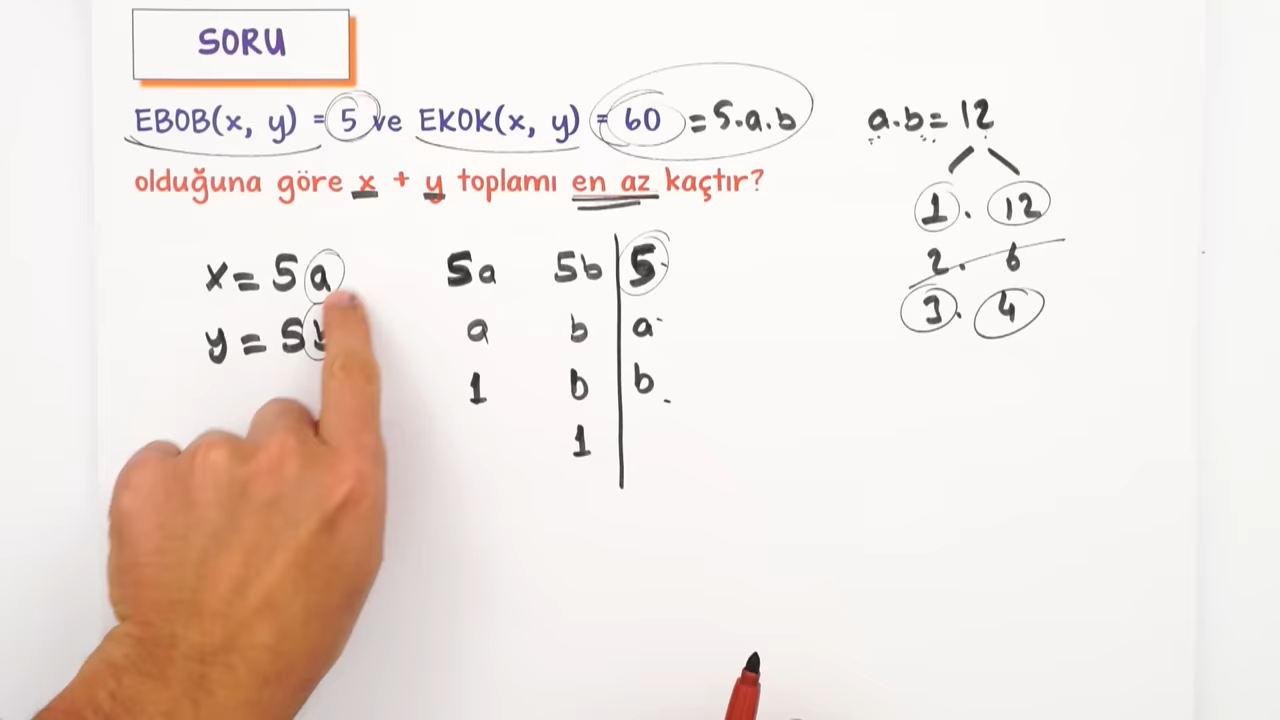 SORU
EBOB(x, y) = 5 ve EKOK(x, y) = 60 = 5.a.b
olduğuna göre x + y toplamı en az kaçtır?
a.b = 12
1 . 12
2 . 6
3 . 4
x = 5a
y = 5
5a 5b 5
a b a
1 b b
1